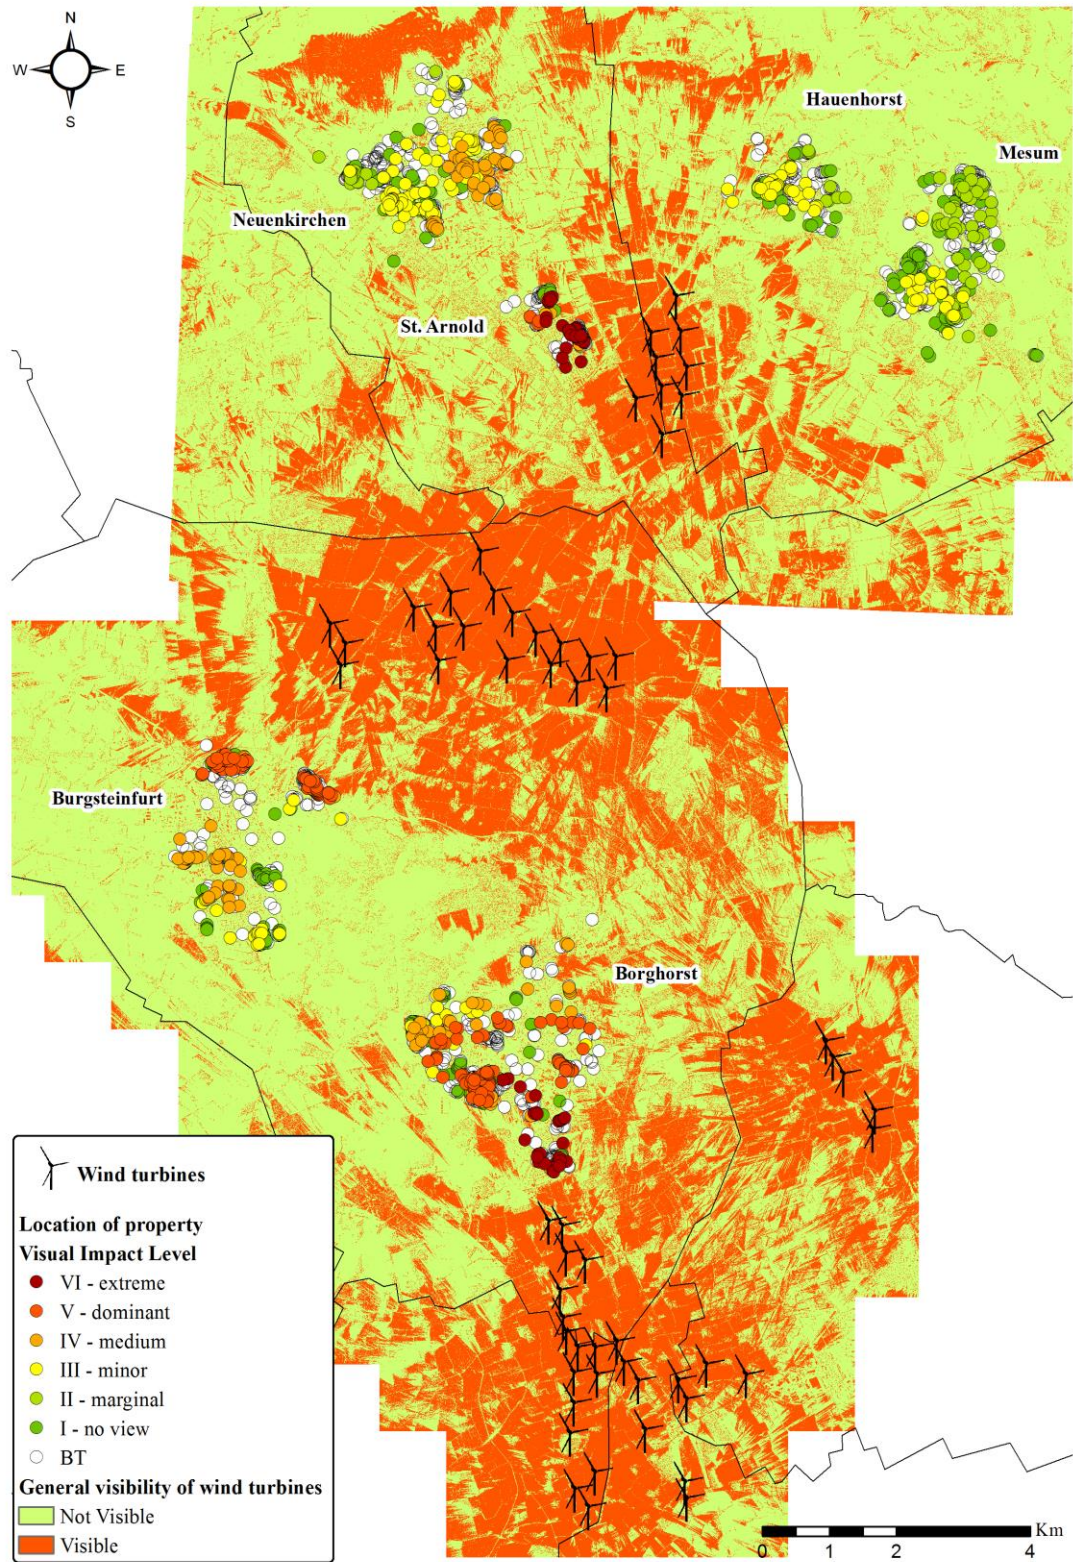 N
W E
S
Hauenhorst
Mesum
Neuenkirchen
St. Arnold
Burgsteinfurt
Borghorst
Wind turbines
Location of property
Visual Impact Level
VI - extreme
V - dominant
IV - medium
III - minor
II - marginal
I - no view
BT
General visibility of wind turbines
Not Visible
Visible
Km
0 1 2 4